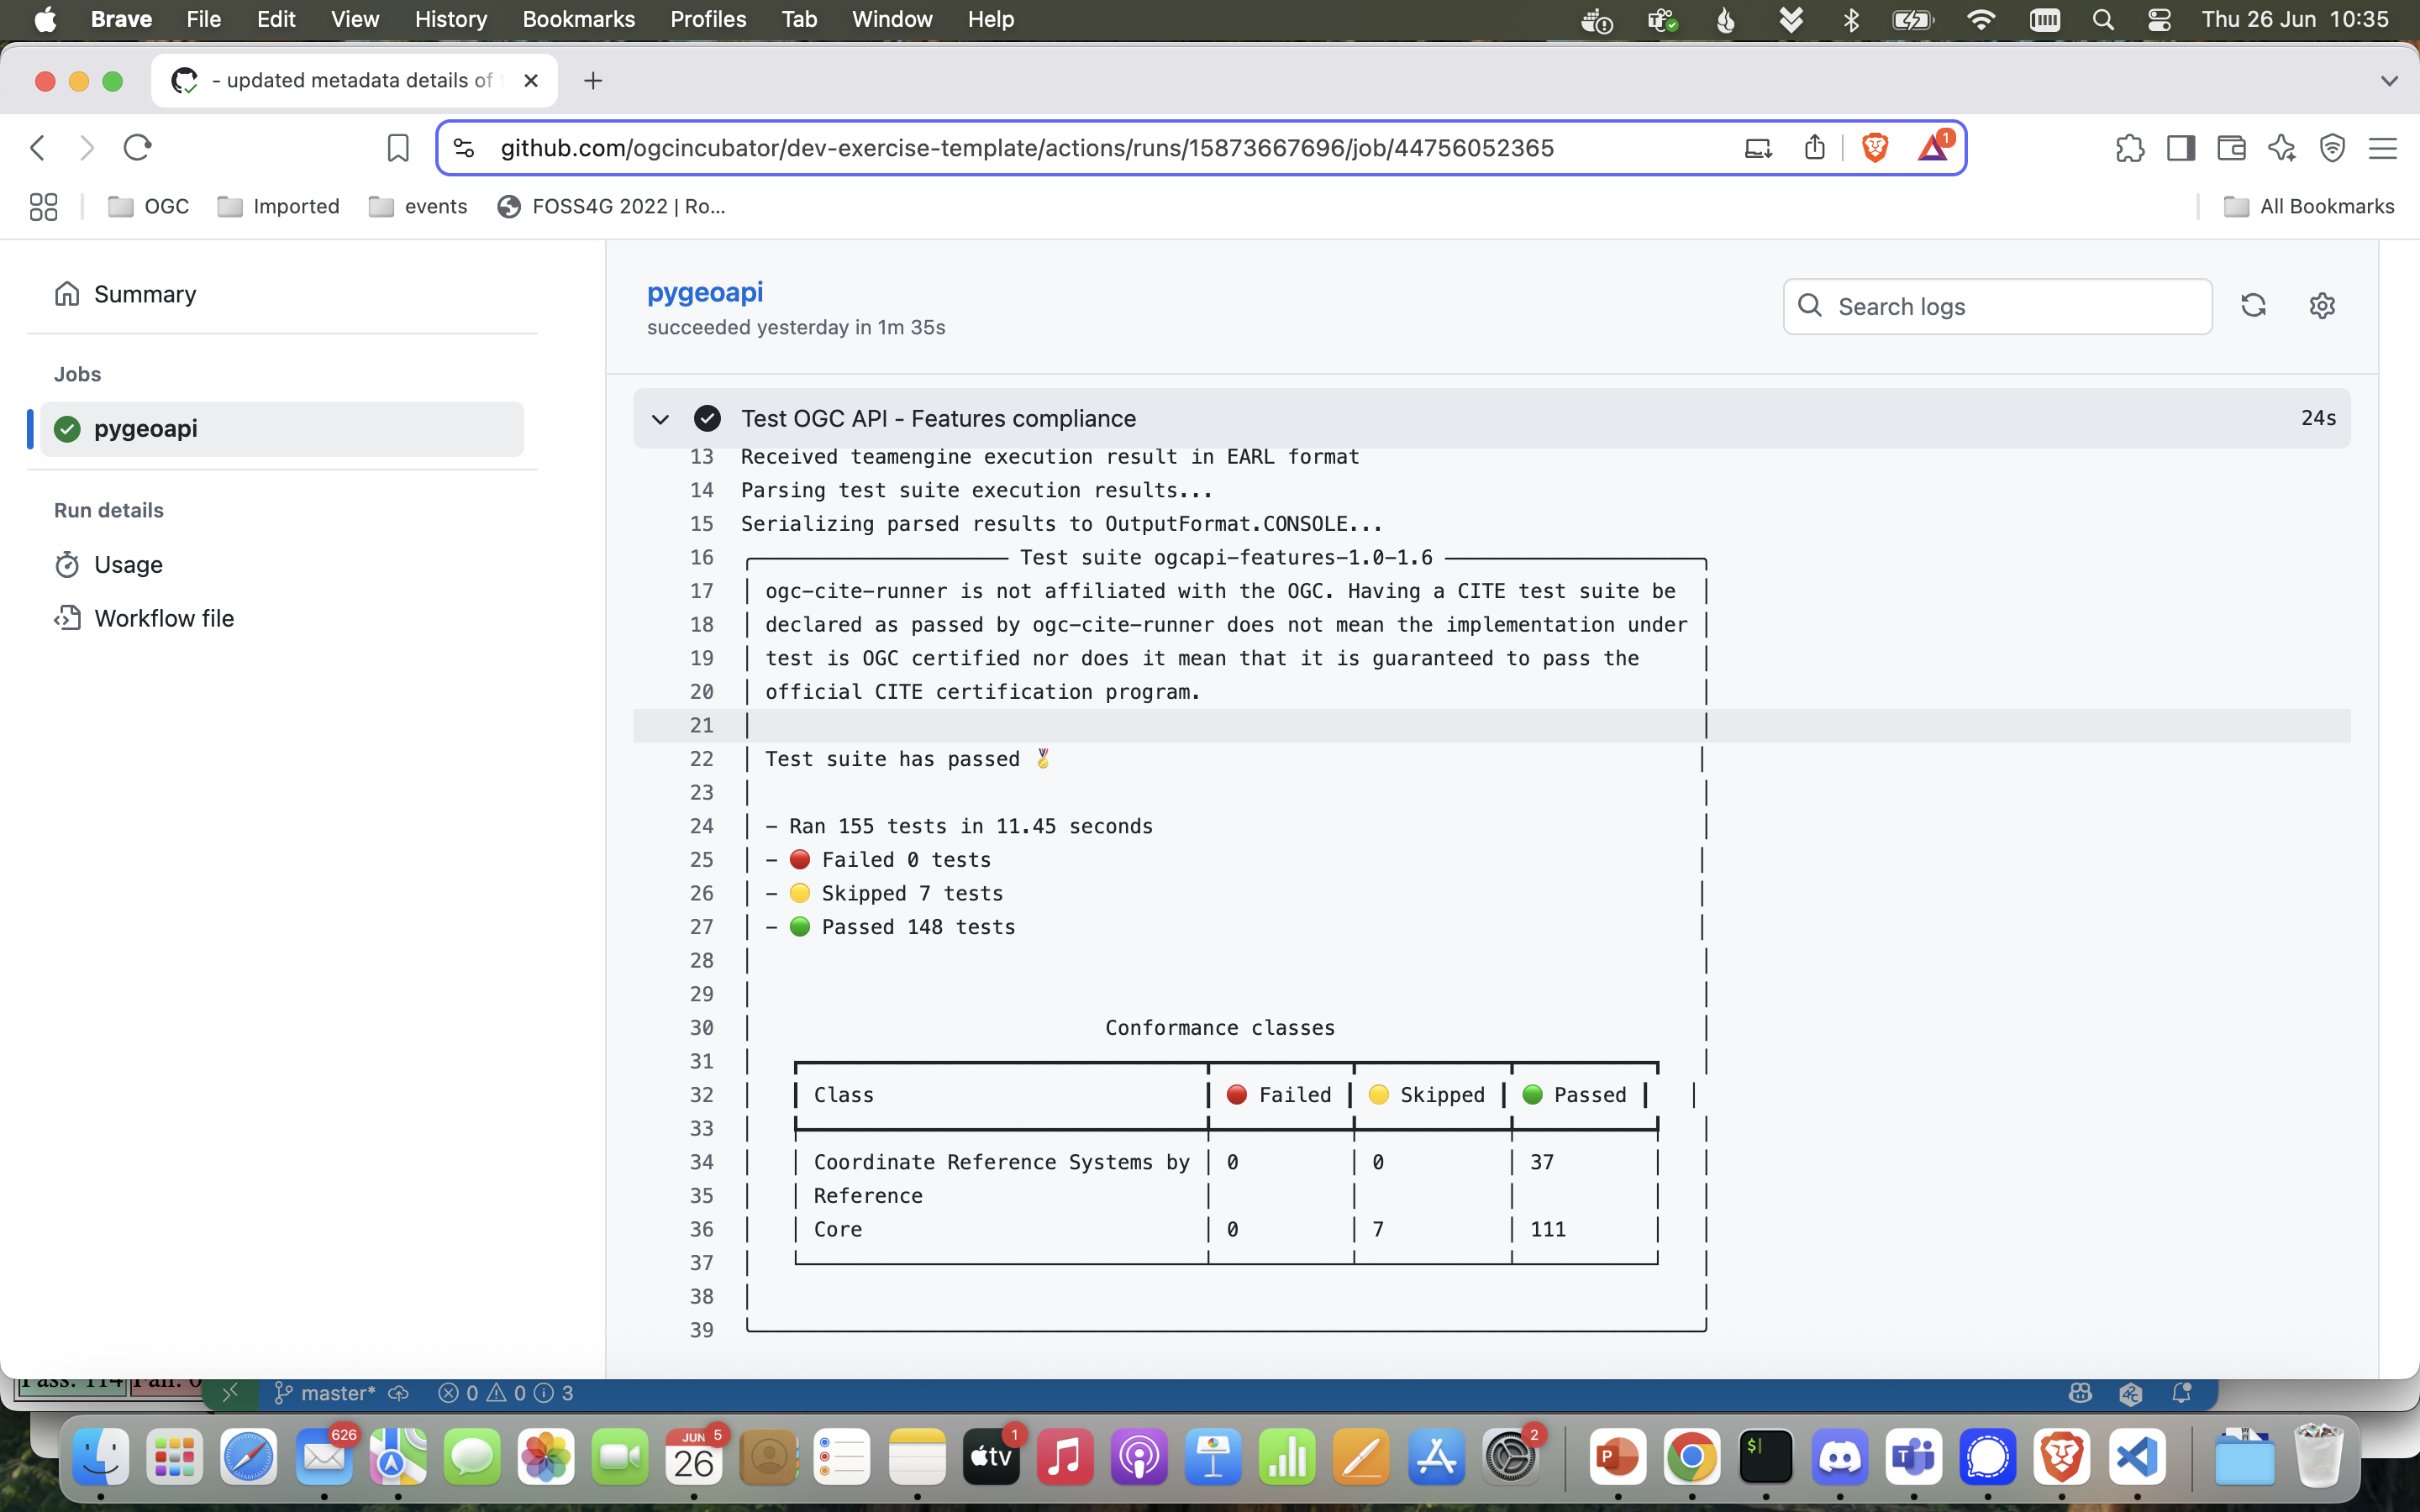 Brave File Edit View History Bookmarks Profiles Tab Window Help Thu 26 Jun 10:35
- updated metadata details of
github.com/ogcincubator/dev-exercise-template/actions/runs/15873667696/job/44756052365 1
OGC Imported events FOSS4G 2022 | Ro... All Bookmarks
Summary
Jobs
pygeoapi
Run details
Usage
Workflow file
pygeoapi
succeeded yesterday in 1m 35s
Search logs
Test OGC API - Features compliance 24s
13 Received teamengine execution result in EARL format
14 Parsing test suite execution results...
15 Serializing parsed results to OutputFormat.CONSOLE...
16 Test suite ogcapi-features-1.0-1.6
17 ogc-cite-runner is not affiliated with the OGC. Having a CITE test suite be
18 declared as passed by ogc-cite-runner does not mean the implementation under
19 test is OGC certified nor does it mean that it is guaranteed to pass the
20 official CITE certification program.
21
22 Test suite has passed 🏅
23
24 - Ran 155 tests in 11.45 seconds
25 - 🔴 Failed 0 tests
26 - 🟡 Skipped 7 tests
27 - 🟢 Passed 148 tests
28
29
30 Conformance classes
31
32 Class 🔴 Failed 🟡 Skipped 🟢 Passed
33
34 Coordinate Reference Systems by 0 0 37
35 Reference
36 Core 0 7 111
37
38
39
Pass: 114 Fail: 0
master* 0 0 3
626 JUN 5 1 2
26 tv $